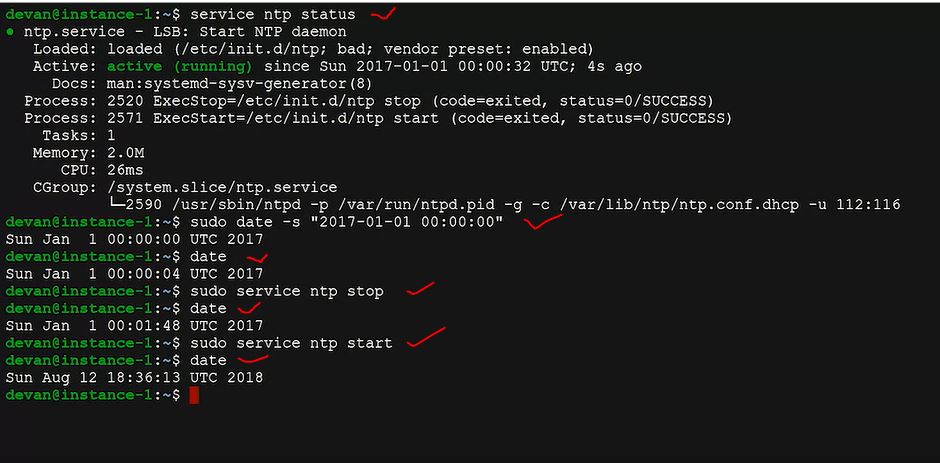 devan@instance-1:~$ service ntp status
● ntp.service - LSB: Start NTP daemon
   Loaded: loaded (/etc/init.d/ntp; bad; vendor preset: enabled)
   Active: active (running) since Sun 2017-01-01 00:00:32 UTC; 4s ago
     Docs: man:systemd-sysv-generator(8)
  Process: 2520 ExecStop=/etc/init.d/ntp stop (code=exited, status=0/SUCCESS)
  Process: 2571 ExecStart=/etc/init.d/ntp start (code=exited, status=0/SUCCESS)
    Tasks: 1
   Memory: 2.0M
      CPU: 26ms
   CGroup: /system.slice/ntp.service
           └─2590 /usr/sbin/ntpd -p /var/run/ntpd.pid -g -c /var/lib/ntp/ntp.conf.dhcp -u 112:116
devan@instance-1:~$ sudo date -s "2017-01-01 00:00:00"
Sun Jan  1 00:00:00 UTC 2017
devan@instance-1:~$ date
Sun Jan  1 00:00:04 UTC 2017
devan@instance-1:~$ sudo service ntp stop
devan@instance-1:~$ date
Sun Jan  1 00:01:48 UTC 2017
devan@instance-1:~$ sudo service ntp start
devan@instance-1:~$ date
Sun Aug 12 18:36:13 UTC 2018
devan@instance-1:~$